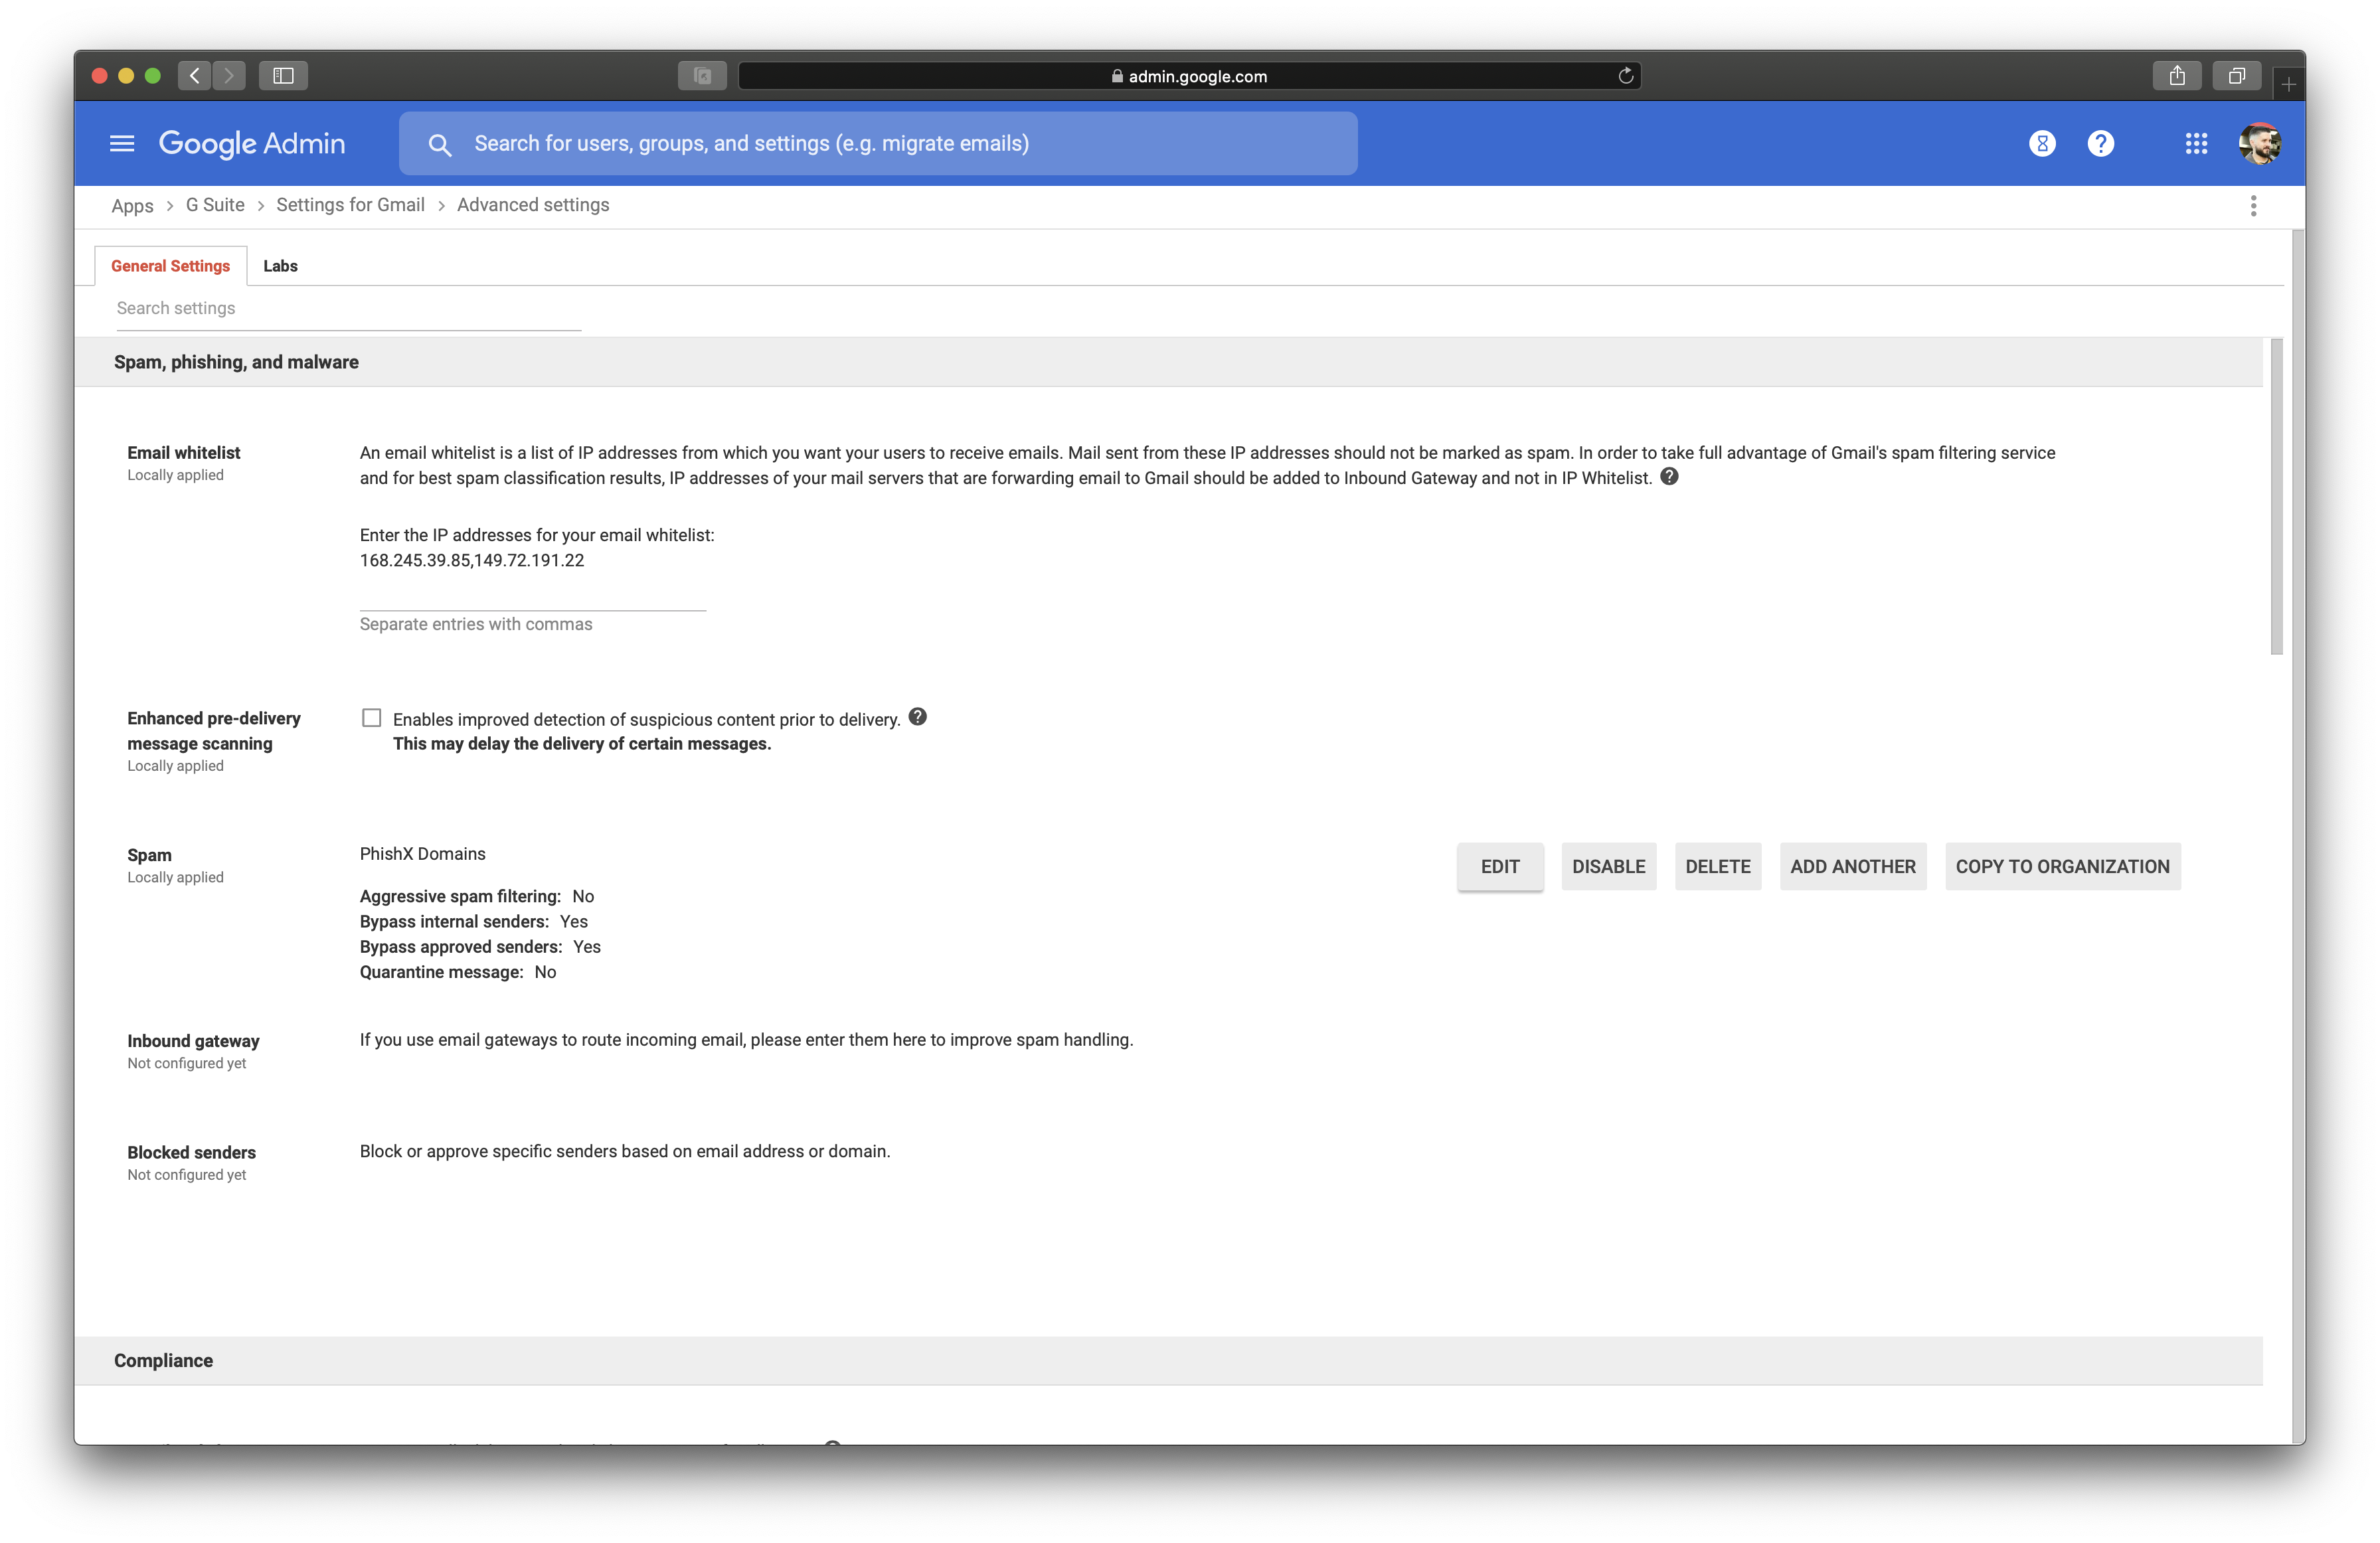 admin.google.com
Google Admin
Search for users, groups, and settings (e.g. migrate emails)
Apps > G Suite > Settings for Gmail > Advanced settings
General Settings
Labs
Search settings
Spam, phishing, and malware
Email whitelist
Locally applied
An email whitelist is a list of IP addresses from which you want your users to receive emails. Mail sent from these IP addresses should not be marked as spam. In order to take full advantage of Gmail's spam filtering service
and for best spam classification results, IP addresses of your mail servers that are forwarding email to Gmail should be added to Inbound Gateway and not in IP Whitelist.
Enter the IP addresses for your email whitelist:
168.245.39.85,149.72.191.22
Separate entries with commas
Enhanced pre-delivery
message scanning
Locally applied
Enables improved detection of suspicious content prior to delivery.
This may delay the delivery of certain messages.
Spam
Locally applied
PhishX Domains
Aggressive spam filtering: No
Bypass internal senders: Yes
Bypass approved senders: Yes
Quarantine message: No
EDIT
DISABLE
DELETE
ADD ANOTHER
COPY TO ORGANIZATION
Inbound gateway
Not configured yet
If you use email gateways to route incoming email, please enter them here to improve spam handling.
Blocked senders
Not configured yet
Block or approve specific senders based on email address or domain.
Compliance